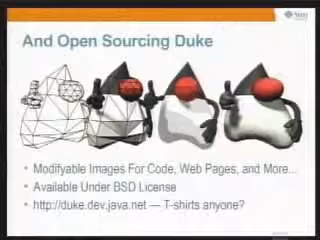 Sun
And Open Sourcing Duke
• Modifyable Images For Code, Web Pages, and More...
• Available Under BSD License
• http://duke.dev.java.net — T-shirts anyone?